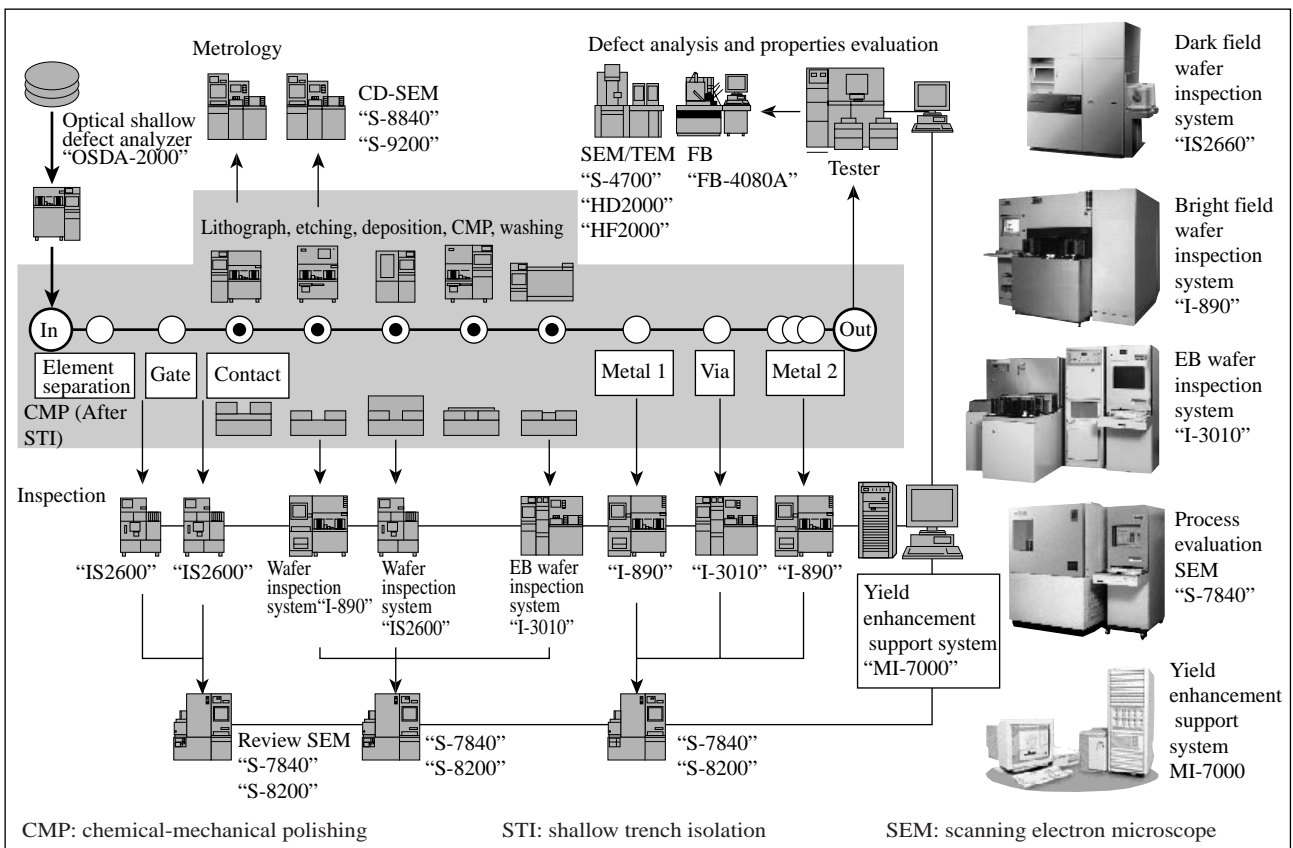 Metrology
Optical shallow
defect analyzer
“OSDA-2000”
CD-SEM
“S-8840”
“S-9200”
Defect analysis and properties evaluation
SEM/TEM
“S-4700”
“HD2000”
“HF2000”
FB
“FB-4080A”
Tester
Lithograph, etching, deposition, CMP, washing
In
Out
Element
separation
Gate
Contact
Metal 1
Via
Metal 2
CMP (After
STI)
Inspection
“IS2600”
“IS2600”
Wafer
inspection
system“I-890”
Wafer
inspection
system
“IS2600”
EB wafer
inspection
system
“I-3010”
“I-890”
“I-3010”
“I-890”
Yield
enhancement
support system
“MI-7000”
Review SEM
“S-7840”
“S-8200”
“S-7840”
“S-8200”
“S-7840”
“S-8200”
Dark field
wafer
inspection
system
“IS2660”
Bright field
wafer
inspection
system
“I-890”
EB wafer
inspection
system
“I-3010”
Process
evaluation
SEM
“S-7840”
Yield
enhancement
support
system
MI-7000
CMP: chemical-mechanical polishing
STI: shallow trench isolation
SEM: scanning electron microscope